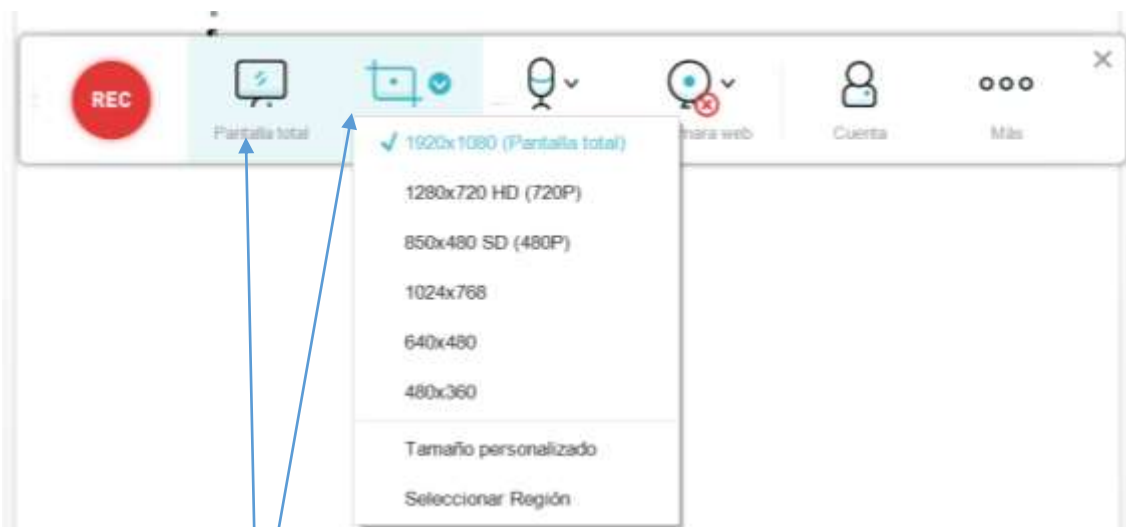 REC
Pantalla total
Cuenta
Más
1920x1080 (Pantalla total)
1280x720 HD (720P)
850x480 SD (480P)
1024x768
640x480
480x360
Tamaño personalizado
Seleccionar Región